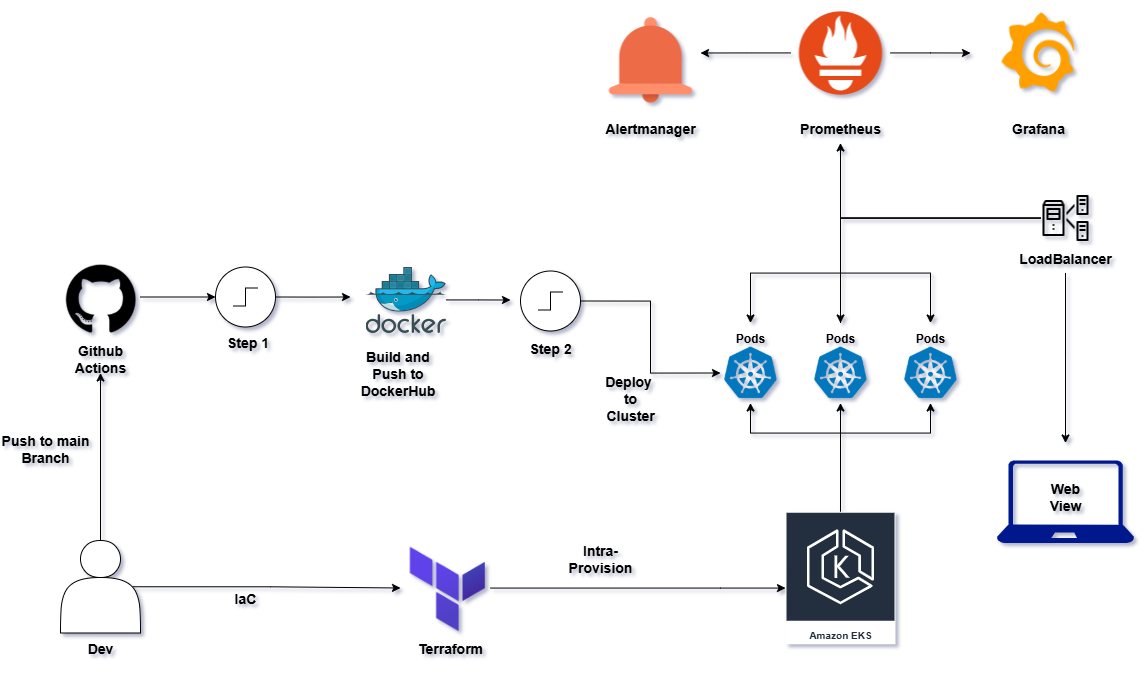 Alertmanager
Prometheus
Grafana
LoadBalancer
Github
Actions
Step 1
docker
Build and
Push to
DockerHub
Step 2
Deploy
to
Cluster
Pods
Pods
Pods
Push to main
Branch
Web
View
Dev
IaC
Terraform
Intra-
Provision
K
Amazon EKS